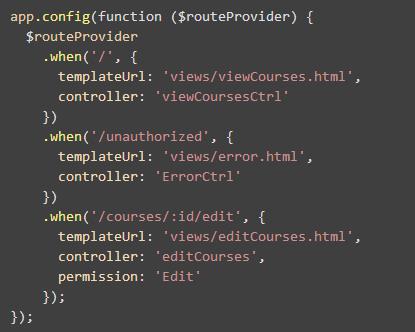 app.config(function ($routeProvider) {
  $routeProvider
    .when('/', {
      templateUrl: 'views/viewCourses.html',
      controller: 'viewCoursesCtrl'
    })
    .when('/unauthorized', {
      templateUrl: 'views/error.html',
      controller: 'ErrorCtrl'
    })
    .when('/courses/:id/edit', {
      templateUrl: 'views/editCourses.html',
      controller: 'editCourses',
      permission: 'Edit'
    });
});